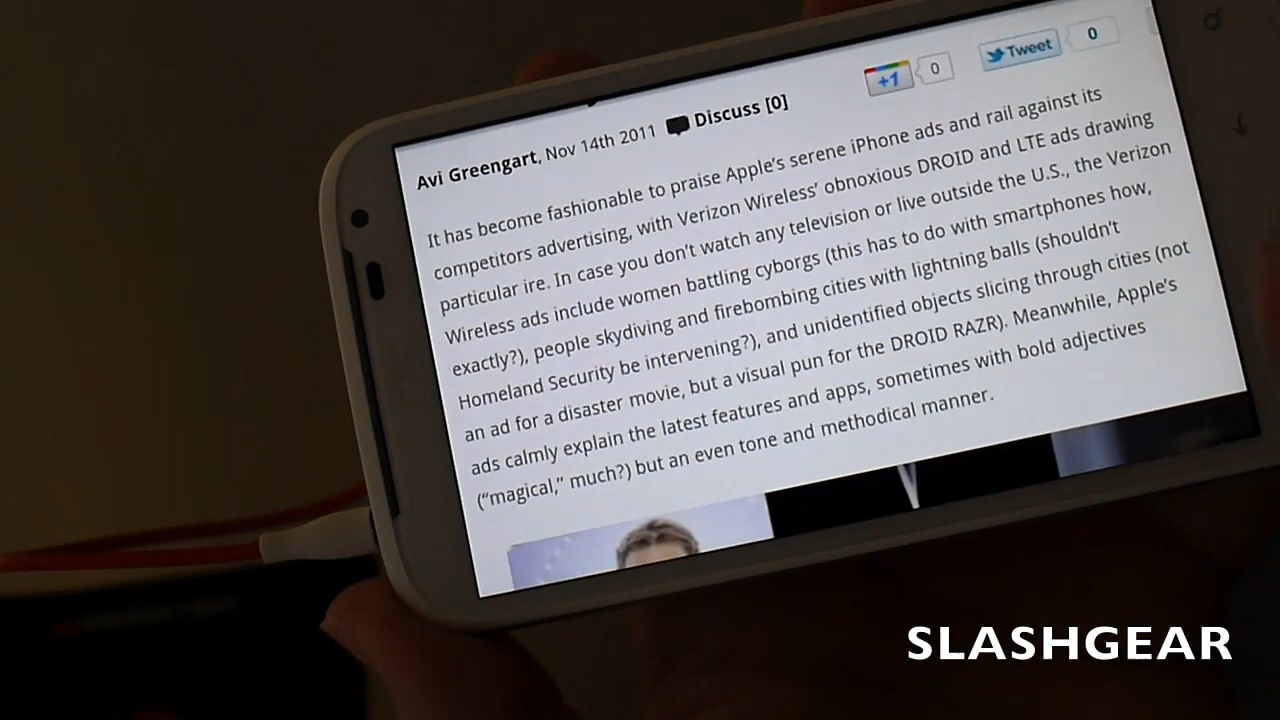 +1 0 Tweet 0
Avi Greengart, Nov 14th 2011 Discuss [0]
It has become fashionable to praise Apple's serene iPhone ads and rail against its
competitors advertising, with Verizon Wireless' obnoxious DROID and LTE ads drawing
particular ire. In case you don't watch any television or live outside the U.S., the Verizon
Wireless ads include women battling cyborgs (this has to do with smartphones how,
exactly?), people skydiving and firebombing cities with lightning balls (shouldn't
Homeland Security be intervening?), and unidentified objects slicing through cities (not
an ad for a disaster movie, but a visual pun for the DROID RAZR). Meanwhile, Apple's
ads calmly explain the latest features and apps, sometimes with bold adjectives
("magical," much?) but an even tone and methodical manner.
SLASHGEAR